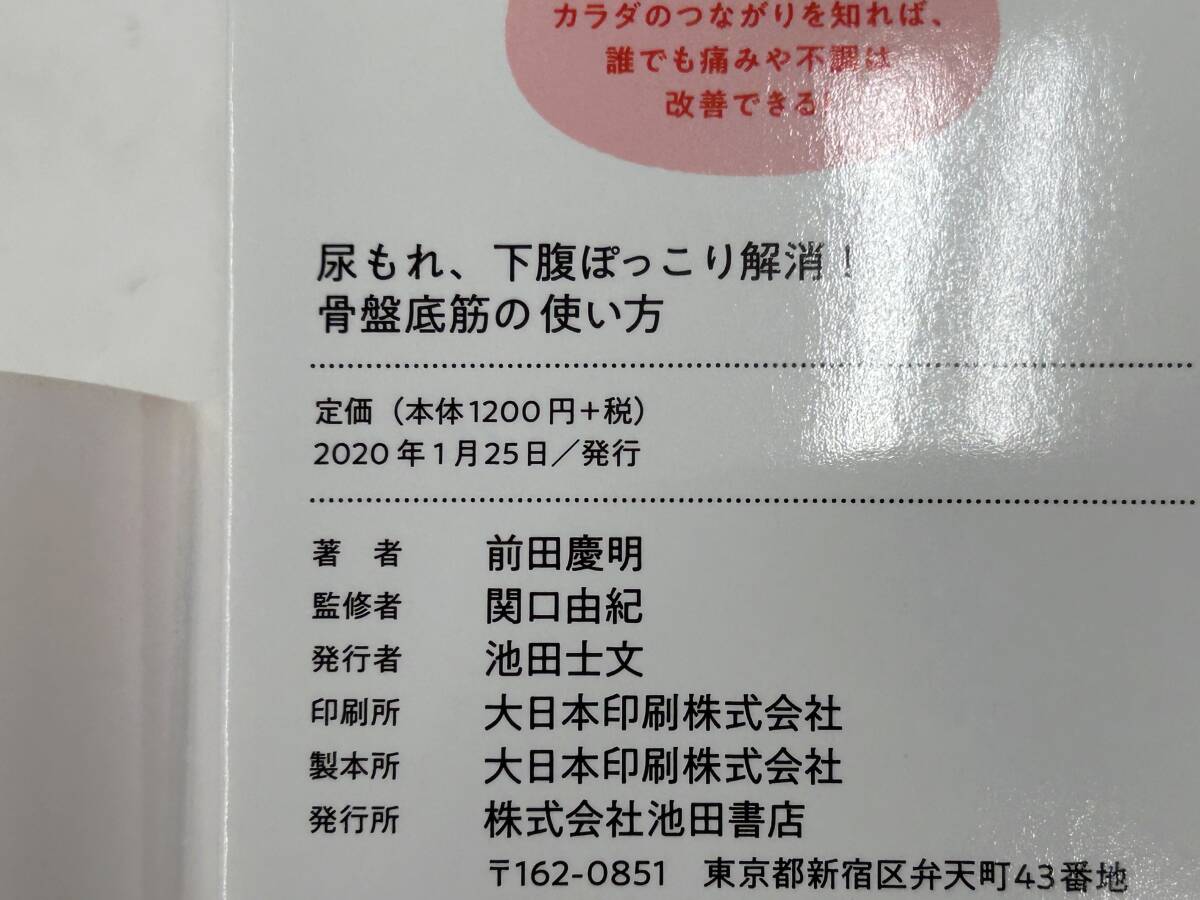 カラダのつながりを知れば、
誰でも痛みや不調は
改善できる!
尿もれ、下腹ぽっこり解消!
骨盤底筋の使い方
定価(本体1200円+税)
2020年1月25日/発行
著 者 前田慶明
監修者 関口由紀
発行者 池田士文
印刷所 大日本印刷株式会社
製本所 大日本印刷株式会社
発行所 株式会社池田書店
〒162-0851 東京都新宿区弁天町43番地